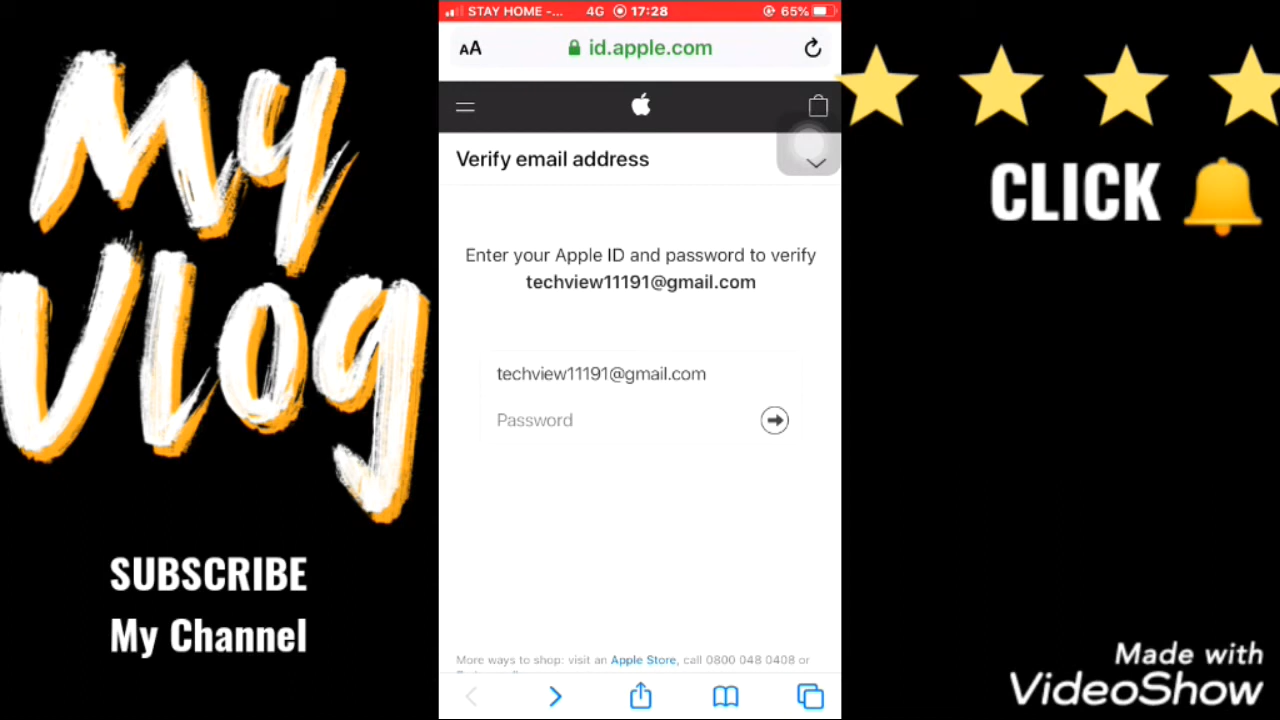 My
Vlog
SUBSCRIBE
My Channel
STAY HOME -... 4G 17:28 65%
AA id.apple.com
Verify email address
Enter your Apple ID and password to verify
techview11191@gmail.com
techview11191@gmail.com
Password
More ways to shop: visit an Apple Store, call 0800 048 0408 or
CLICK
Made with
VideoShow